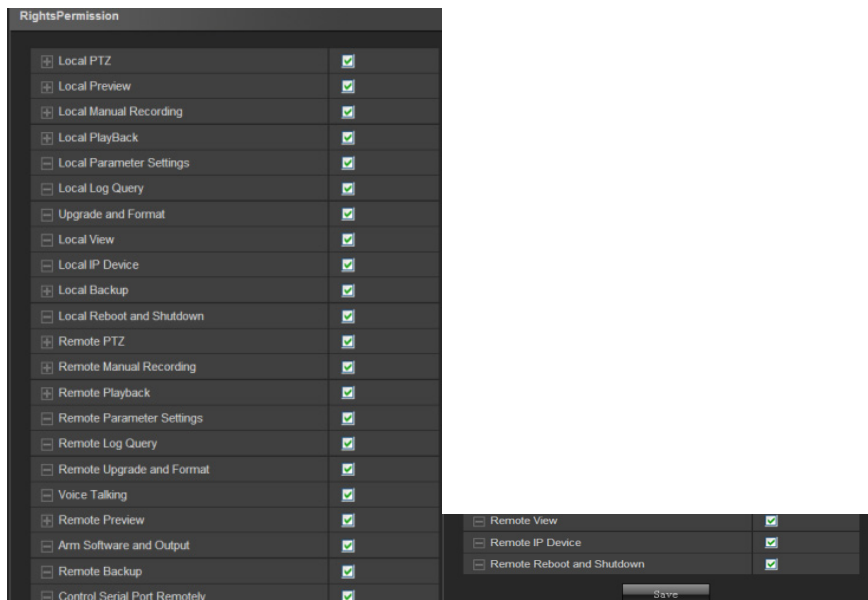 RightsPermission
Local PTZ
Local Preview
Local Manual Recording
Local PlayBack
Local Parameter Settings
Local Log Query
Upgrade and Format
Local View
Local IP Device
Local Backup
Local Reboot and Shutdown
Remote PTZ
Remote Manual Recording
Remote Playback
Remote Parameter Settings
Remote Log Query
Remote Upgrade and Format
Voice Talking
Remote Preview
Arm Software and Output
Remote Backup
Control Serial Port Remotely
Remote View
Remote IP Device
Remote Reboot and Shutdown
Save